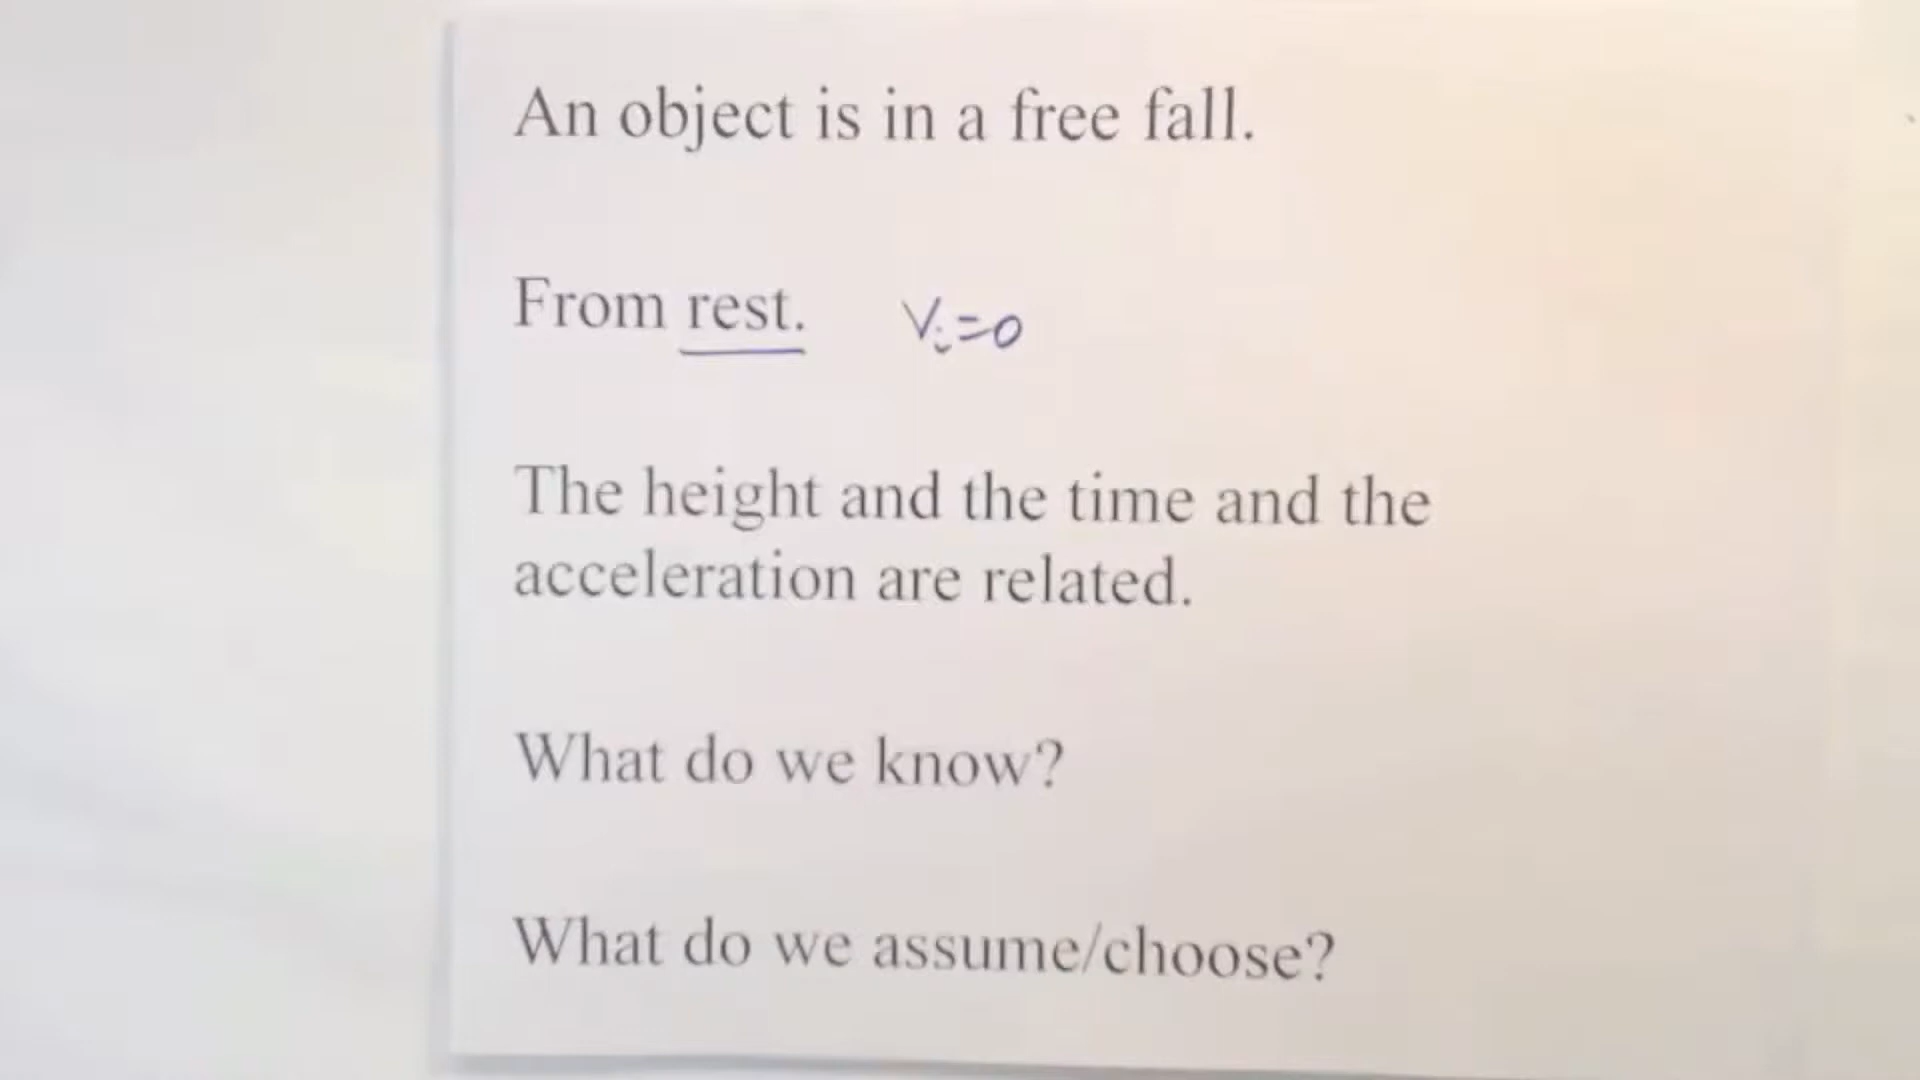 An object is in a free fall.
From rest. Vi=0
The height and the time and the
acceleration are related.
What do we know?
What do we assume/choose?